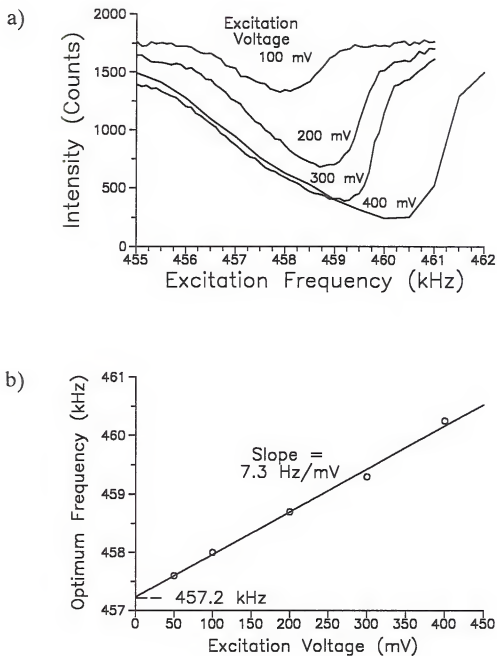 a)
Excitation
Voltage
100 mV
200 mV
300 mV
400 mV
2000
1500
1000
500
0
Intensity (Counts)
455 456 457 458 459 460 461 462
Excitation Frequency (kHz)
b)
461
460
459
458
457
Optimum Frequency (kHz)
Slope =
7.3 Hz/mV
457.2 kHz
0 50 100 150 200 250 300 350 400 450
Excitation Voltage (mV)